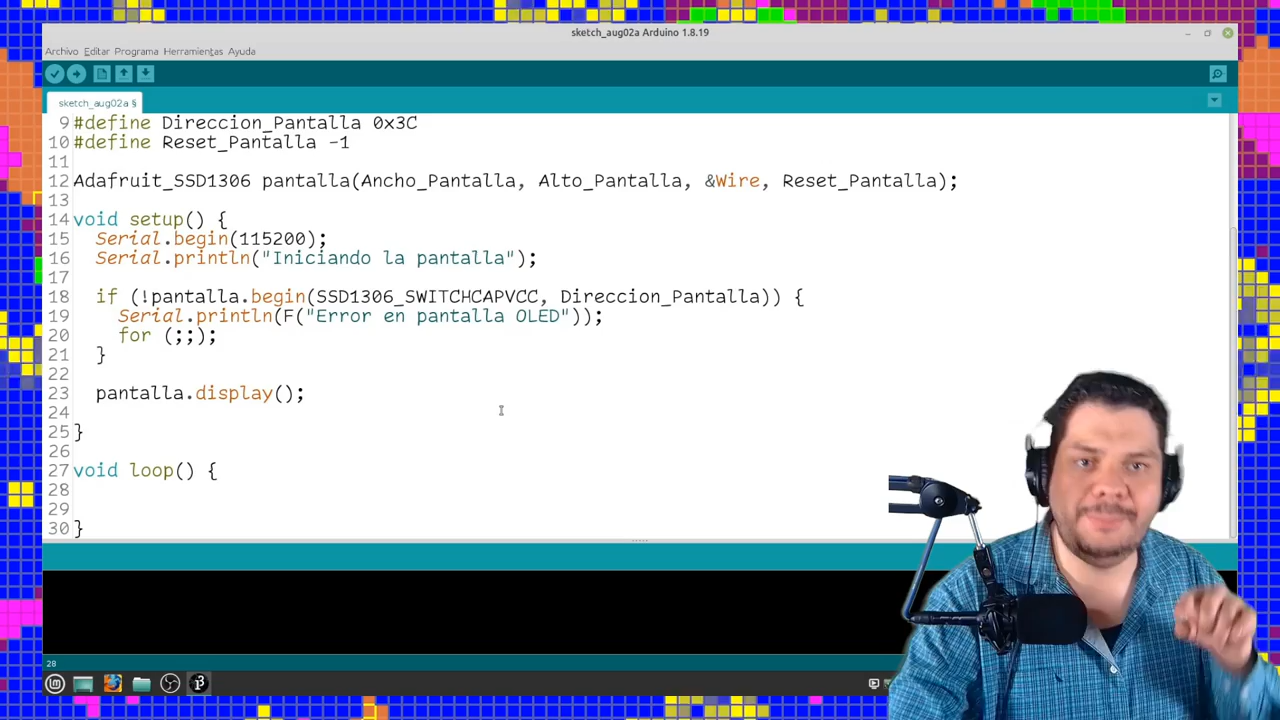 sketch_aug02a Arduino 1.8.19
Archivo Editar Programa Herramientas Ayuda
sketch_aug02a §
9 #define Direccion_Pantalla 0x3C
10 #define Reset_Pantalla -1
11
12 Adafruit_SSD1306 pantalla(Ancho_Pantalla, Alto_Pantalla, &Wire, Reset_Pantalla);
13
14 void setup() {
15   Serial.begin(115200);
16   Serial.println("Iniciando la pantalla");
17
18   if (!pantalla.begin(SSD1306_SWITCHCAPVCC, Direccion_Pantalla)) {
19     Serial.println(F("Error en pantalla OLED"));
20     for (;;);
21   }
22
23   pantalla.display();
24
25 }
26
27 void loop() {
28
29
30 }
28